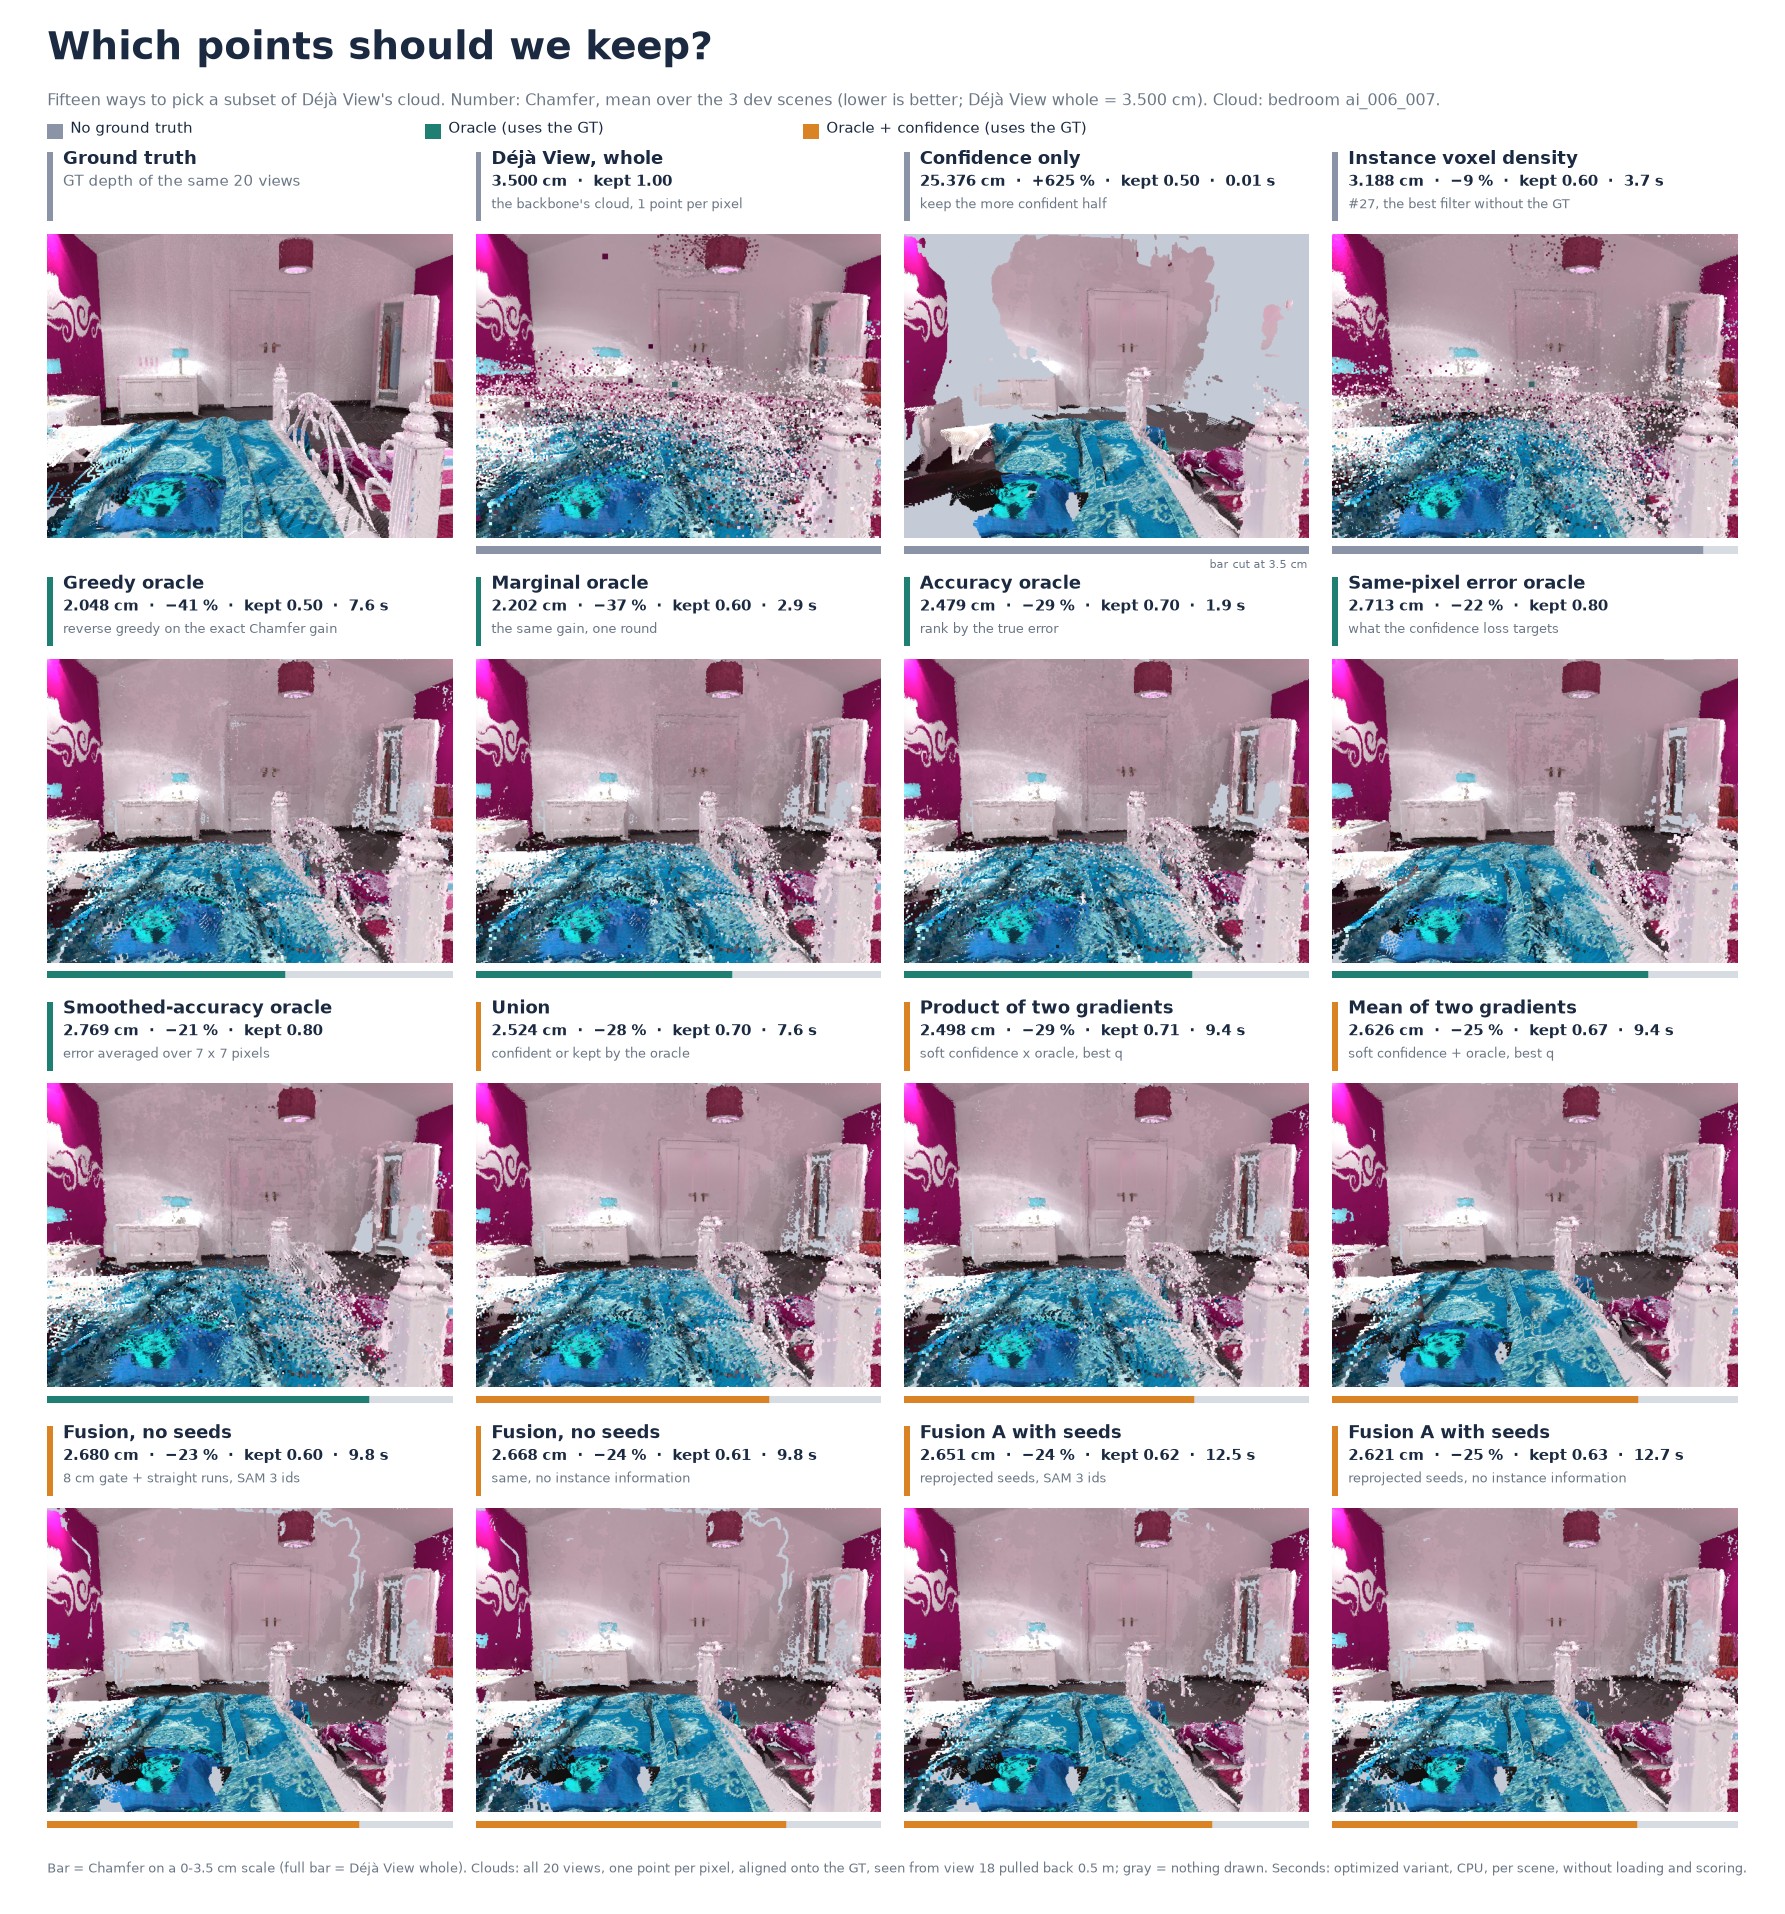 Which points should we keep?
Fifteen ways to pick a subset of Déjà View's cloud. Number: Chamfer, mean over the 3 dev scenes (lower is better; Déjà View whole = 3.500 cm). Cloud: bedroom ai_006_007.
No ground truth
Oracle (uses the GT)
Oracle + confidence (uses the GT)
Ground truth
GT depth of the same 20 views
Déjà View, whole
3.500 cm · kept 1.00
the backbone's cloud, 1 point per pixel
Confidence only
25.376 cm · +625 % · kept 0.50 · 0.01 s
keep the more confident half
Instance voxel density
3.188 cm · −9 % · kept 0.60 · 3.7 s
#27, the best filter without the GT
bar cut at 3.5 cm
Greedy oracle
2.048 cm · −41 % · kept 0.50 · 7.6 s
reverse greedy on the exact Chamfer gain
Marginal oracle
2.202 cm · −37 % · kept 0.60 · 2.9 s
the same gain, one round
Accuracy oracle
2.479 cm · −29 % · kept 0.70 · 1.9 s
rank by the true error
Same-pixel error oracle
2.713 cm · −22 % · kept 0.80
what the confidence loss targets
Smoothed-accuracy oracle
2.769 cm · −21 % · kept 0.80
error averaged over 7 x 7 pixels
Union
2.524 cm · −28 % · kept 0.70 · 7.6 s
confident or kept by the oracle
Product of two gradients
2.498 cm · −29 % · kept 0.71 · 9.4 s
soft confidence x oracle, best q
Mean of two gradients
2.626 cm · −25 % · kept 0.67 · 9.4 s
soft confidence + oracle, best q
Fusion, no seeds
2.680 cm · −23 % · kept 0.60 · 9.8 s
8 cm gate + straight runs, SAM 3 ids
Fusion, no seeds
2.668 cm · −24 % · kept 0.61 · 9.8 s
same, no instance information
Fusion A with seeds
2.651 cm · −24 % · kept 0.62 · 12.5 s
reprojected seeds, SAM 3 ids
Fusion A with seeds
2.621 cm · −25 % · kept 0.63 · 12.7 s
reprojected seeds, no instance information
Bar = Chamfer on a 0-3.5 cm scale (full bar = Déjà View whole). Clouds: all 20 views, one point per pixel, aligned onto the GT, seen from view 18 pulled back 0.5 m; gray = nothing drawn. Seconds: optimized variant, CPU, per scene, without loading and scoring.